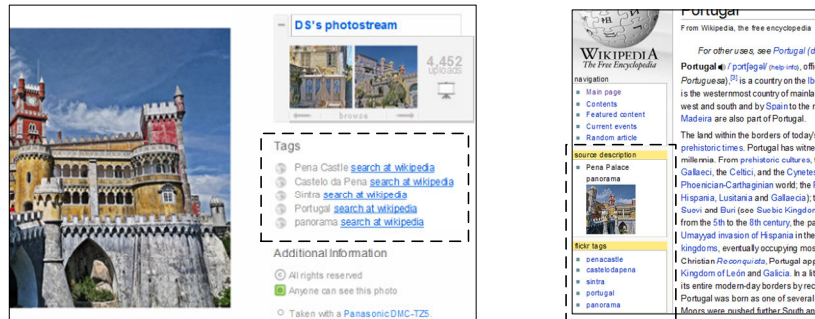 DS's photostream
4,452
uploads
browse
Tags
Pena Castle search at wikipedia
Castelo da Pena search at wikipedia
Sintra search at wikipedia
Portugal search at wikipedia
panorama search at wikipedia
Additional Information
All rights reserved
Anyone can see this photo
Taken with a Panasonic DMC-TZ5.
WIKIPEDIA
The Free Encyclopedia
navigation
Main page
Contents
Featured content
Current events
Random article
source description
Pena Palace
panorama
flickr tags
penacastle
castelodapena
sintra
portugal
panorama
Portugal
From Wikipedia, the free encyclopedia
For other uses, see Portugal (d
Portugal
(help·info), offi
Portuguesa),[3] is a country on the Ib
is the westernmost country of mainla
west and south and by Spain to the n
Madeira are also part of Portugal.
The land within the borders of today's
prehistoric times. Portugal has witne
millennia. From prehistoric cultures, t
Gallaeci, the Celtici, and the Cynetes
Phoenician-Carthaginian world; the R
Hispania, Lusitania and Gallaecia); t
Suevi and Buri (see Suebic Kingdom
from the 5th to the 8th century, the pa
Umayyad invasion of Hispania in the
kingdoms, eventually occupying mos
Christian Reconquista, Portugal app
Kingdom of León and Galicia. In a lit
its entire modern-day borders by rec
Portugal was born as one of several
Moors were pushed further South an